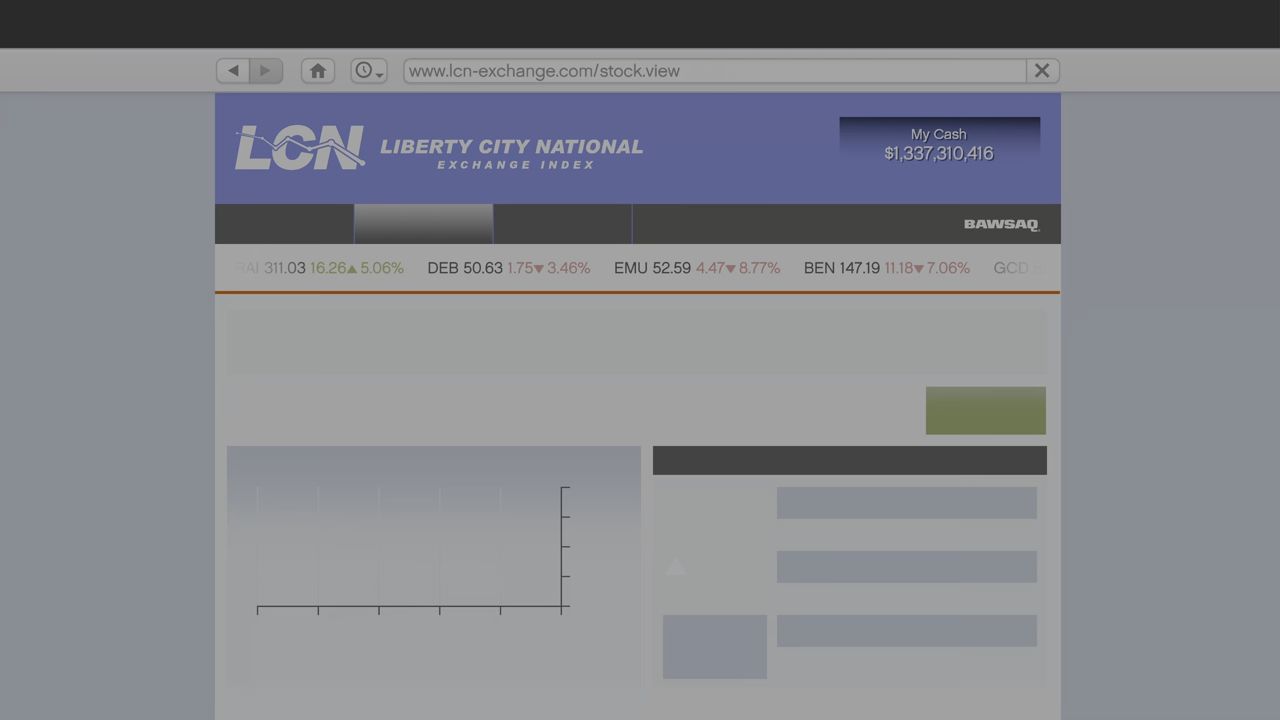 www.lcn-exchange.com/stock.view
LCN LIBERTY CITY NATIONAL
EXCHANGE INDEX
My Cash
$1,337,310,416
BAWSAQ
311.03 16.26▲5.06% DEB 50.63 1.75▼3.46% EMU 52.59 4.47▼8.77% BEN 147.19 11.18▼7.06% GCD